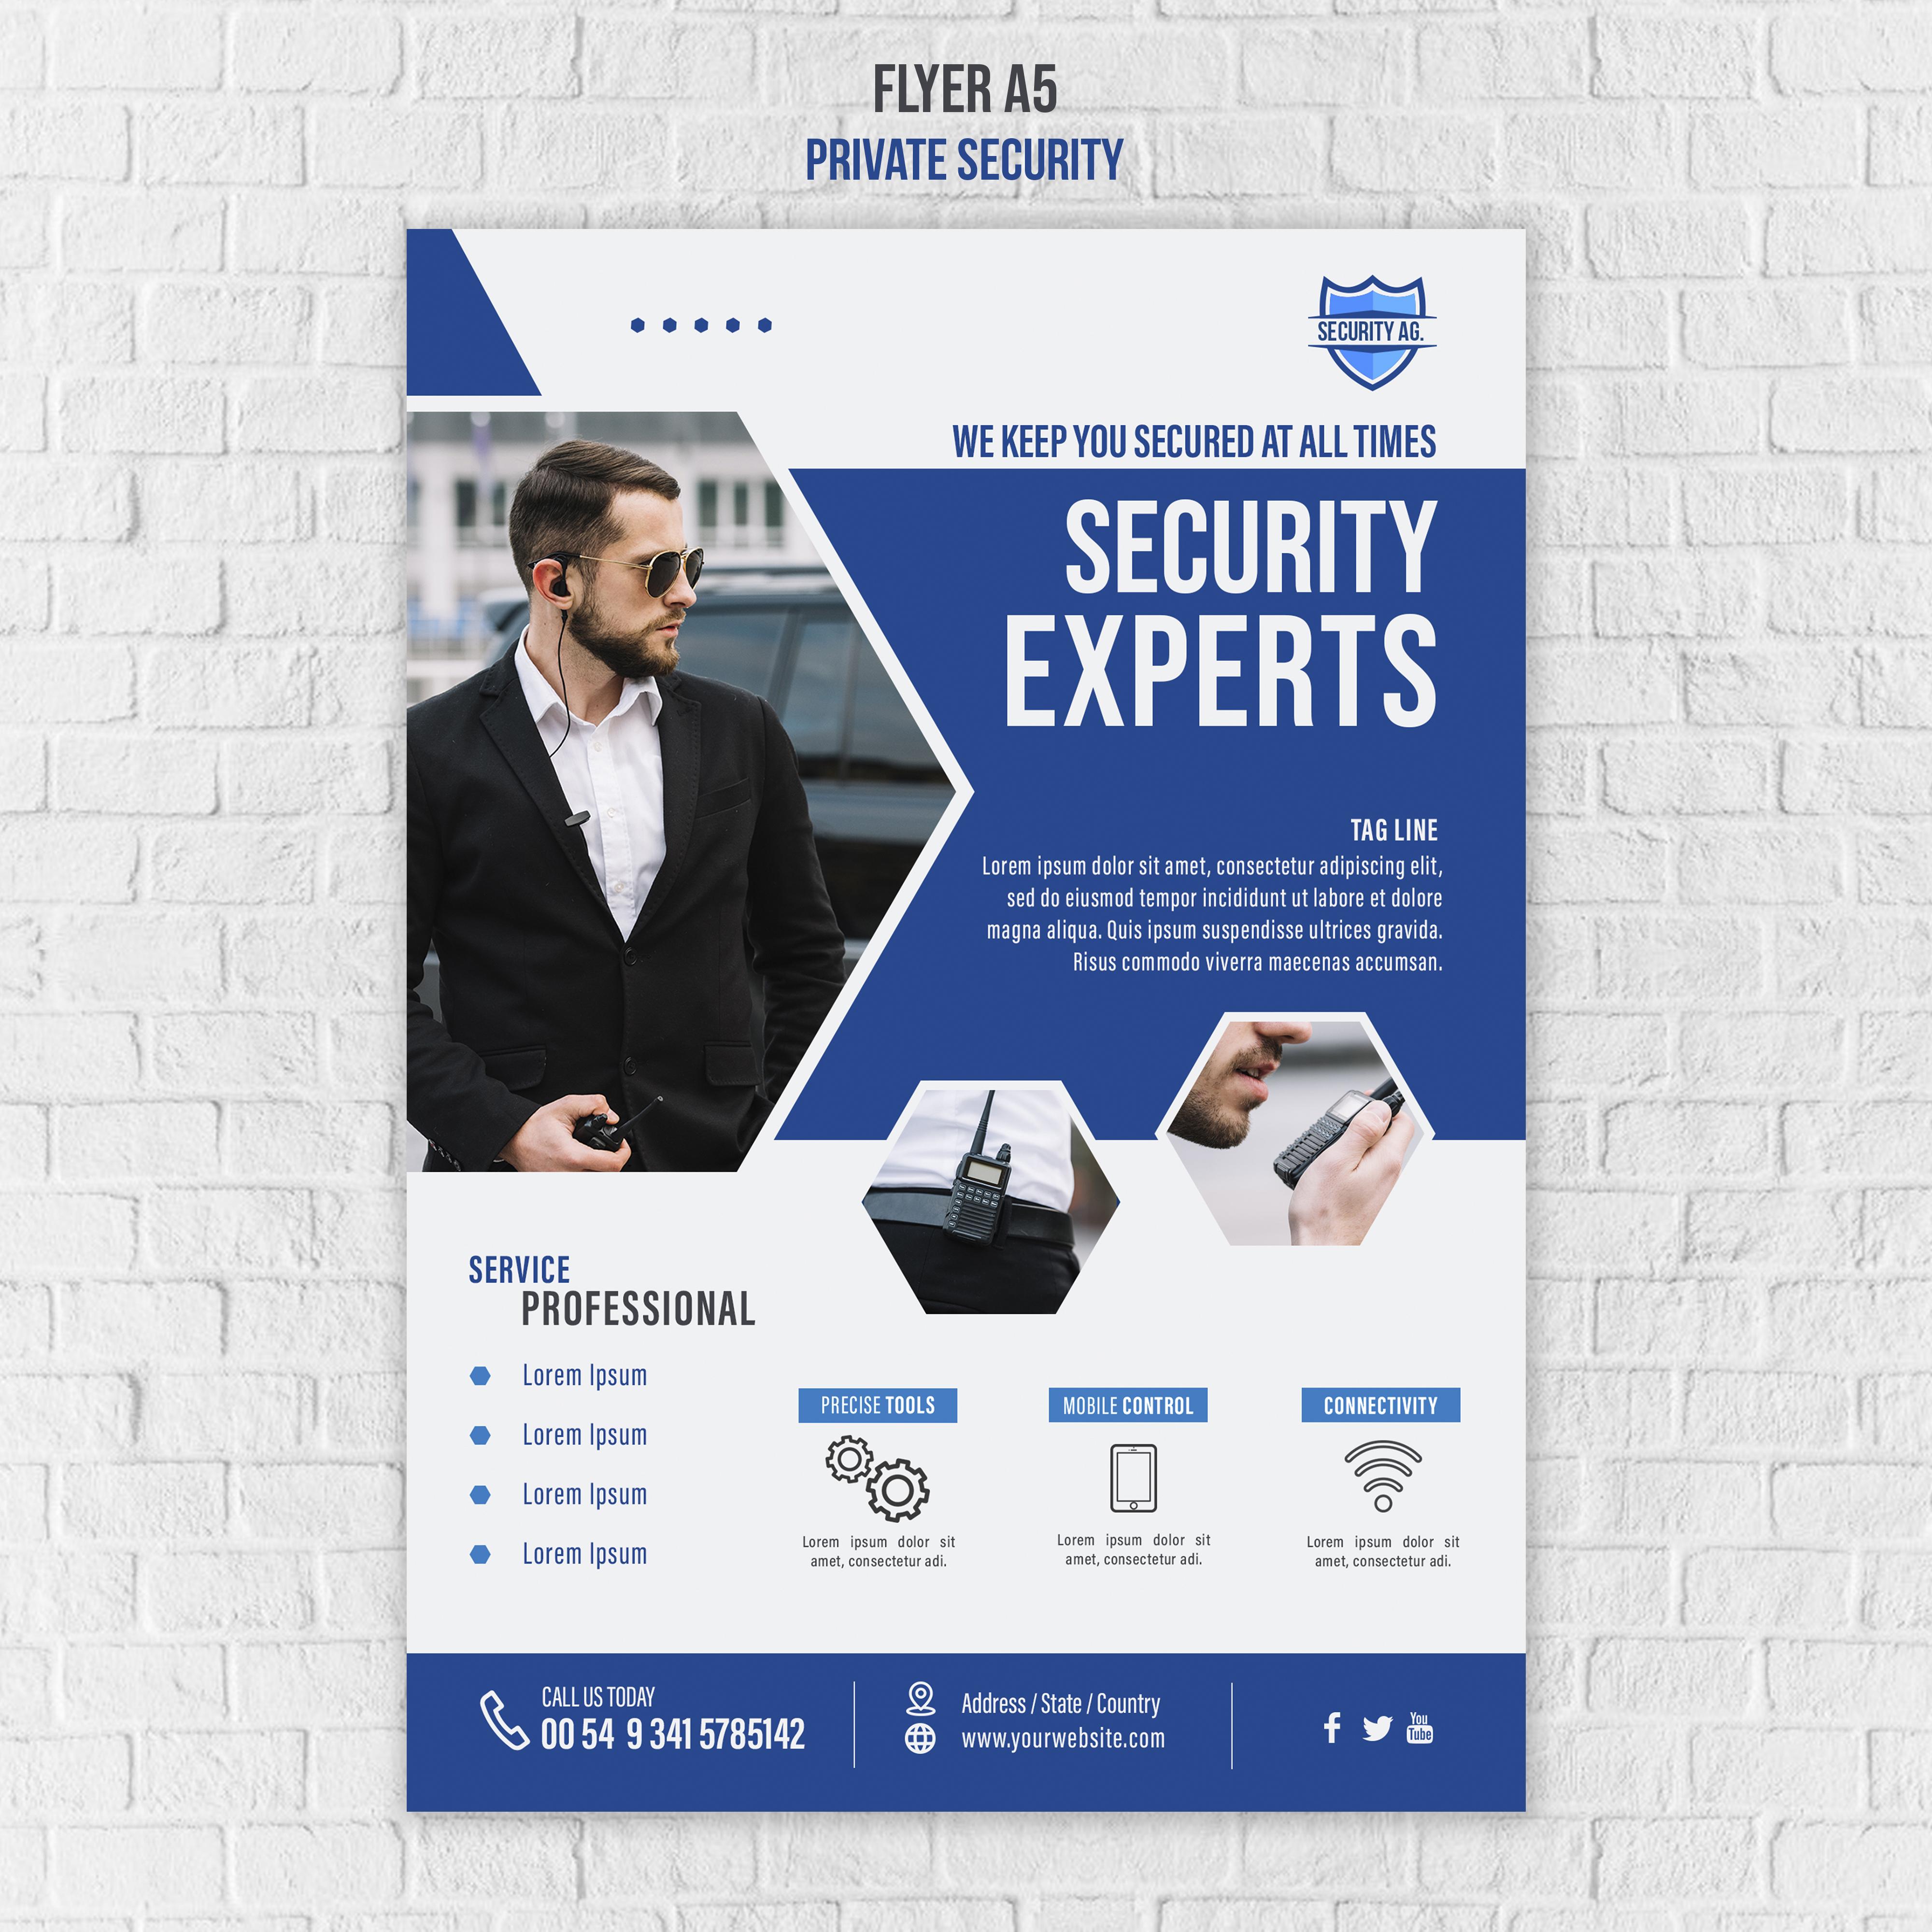 FLYER A5
PRIVATE SECURITY
SECURITY AG.
WE KEEP YOU SECURED AT ALL TIMES
SECURITY
EXPERTS
TAG LINE
Lorem ipsum dolor sit amet, consectetur adipiscing elit,
sed do eiusmod tempor incididunt ut labore et dolore
magna aliqua. Quis ipsum suspendisse ultrices gravida.
Risus commodo viverra maecenas accumsan.
SERVICE
PROFESSIONAL
Lorem Ipsum
Lorem Ipsum
Lorem Ipsum
Lorem Ipsum
PRECISE TOOLS
Lorem ipsum dolor sit
amet, consectetur adi.
MOBILE CONTROL
Lorem ipsum dolor sit
amet, consectetur adi.
CONNECTIVITY
Lorem ipsum dolor sit
amet, consectetur adi.
CALL US TODAY
00 54 9 341 5785142
Address / State / Country
www.yourwebsite.com
You
Tube